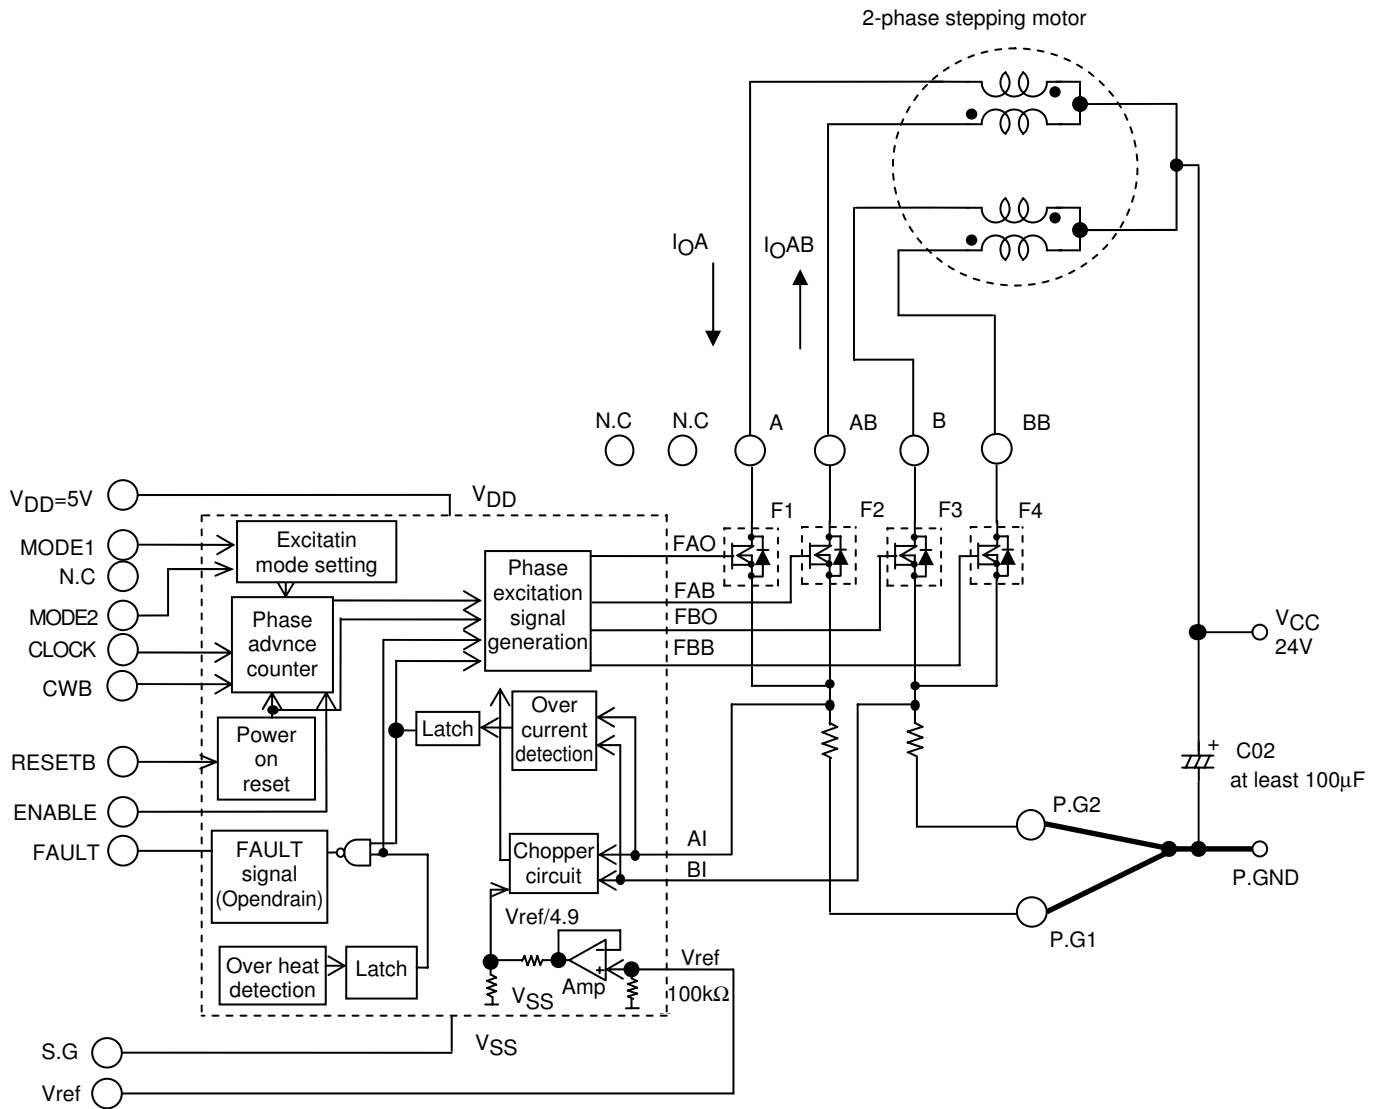 2-phase stepping motor
IOA
IOAB
N.C
N.C
A
AB
B
BB
VDD=5V
VDD
F1
F2
F3
F4
MODE1
Excitatin
mode setting
FAO
N.C
Phase
excitation
signal
generation
FAB
MODE2
Phase
advnce
counter
FBO
VCC
24V
CLOCK
FBB
CWB
Over
current
detection
Latch
Power
on
reset
RESETB
C02
at least 100µF
ENABLE
P.G2
FAULT
FAULT
signal
(Opendrain)
Chopper
circuit
AI
BI
P.GND
Vref/4.9
P.G1
Over heat
detection
Latch
Amp
+
Vref
100kΩ
VSS
S.G
VSS
Vref